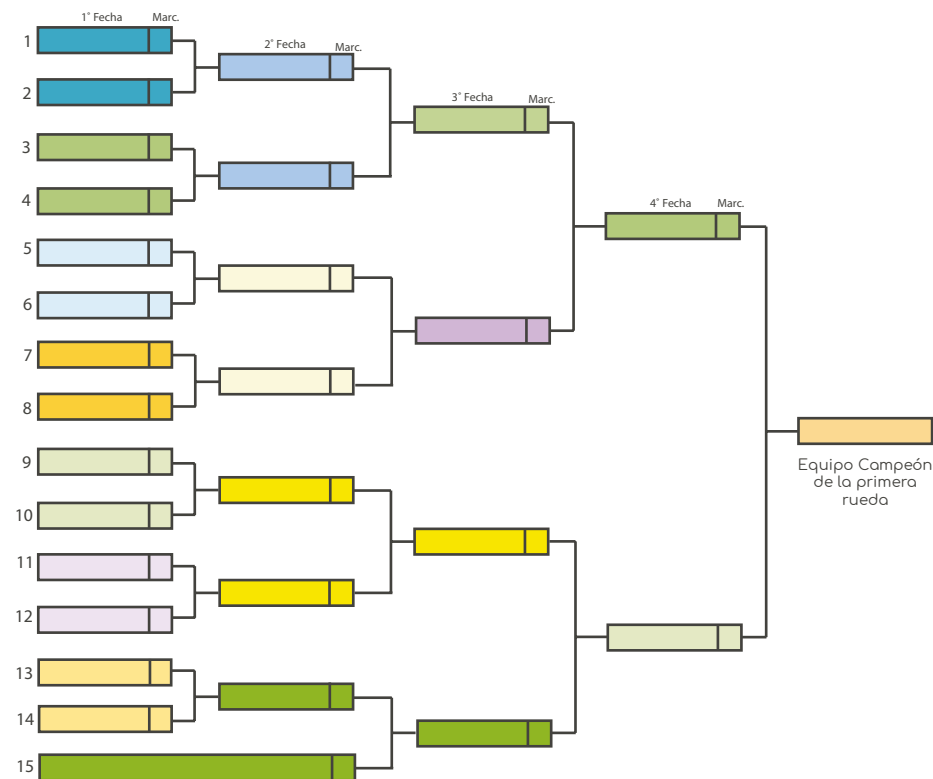 1° Fecha Marc.
1
2° Fecha Marc.
2
3° Fecha Marc.
3
4
4° Fecha Marc.
5
6
7
8
9
Equipo Campeón
de la primera
rueda
10
11
12
13
14
15